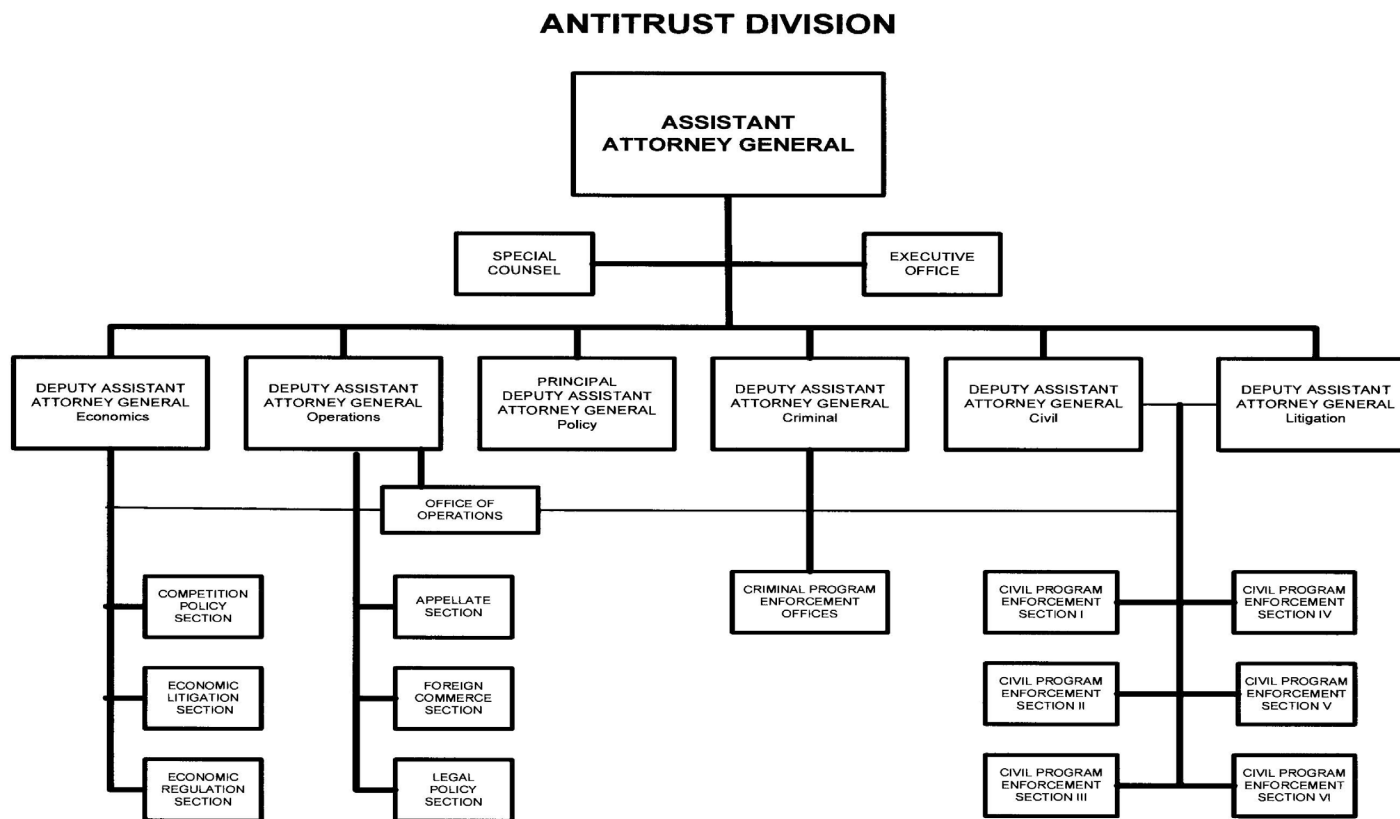 ANTITRUST DIVISION
ASSISTANT
ATTORNEY GENERAL
SPECIAL
COUNSEL
EXECUTIVE
OFFICE
DEPUTY ASSISTANT
ATTORNEY GENERAL
Economics
DEPUTY ASSISTANT
ATTORNEY GENERAL
Operations
PRINCIPAL
DEPUTY ASSISTANT
ATTORNEY GENERAL
Policy
DEPUTY ASSISTANT
ATTORNEY GENERAL
Criminal
DEPUTY ASSISTANT
ATTORNEY GENERAL
Civil
DEPUTY ASSISTANT
ATTORNEY GENERAL
Litigation
OFFICE OF
OPERATIONS
COMPETITION
POLICY
SECTION
APPELLATE
SECTION
CRIMINAL PROGRAM
ENFORCEMENT
OFFICES
CIVIL PROGRAM
ENFORCEMENT
SECTION I
CIVIL PROGRAM
ENFORCEMENT
SECTION IV
ECONOMIC
LITIGATION
SECTION
FOREIGN
COMMERCE
SECTION
CIVIL PROGRAM
ENFORCEMENT
SECTION II
CIVIL PROGRAM
ENFORCEMENT
SECTION V
ECONOMIC
REGULATION
SECTION
LEGAL
POLICY
SECTION
CIVIL PROGRAM
ENFORCEMENT
SECTION III
CIVIL PROGRAM
ENFORCEMENT
SECTION VI